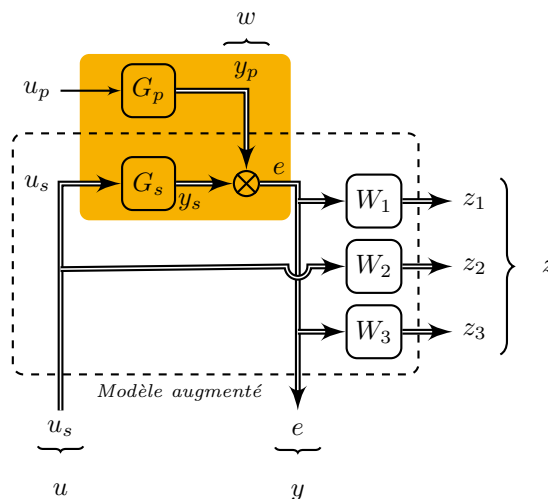 w
y_p
u_p G_p
u_s G_s y_s e
W_1 z_1
W_2 z_2 z
W_3 z_3
Modèle augmenté
u_s e
u y